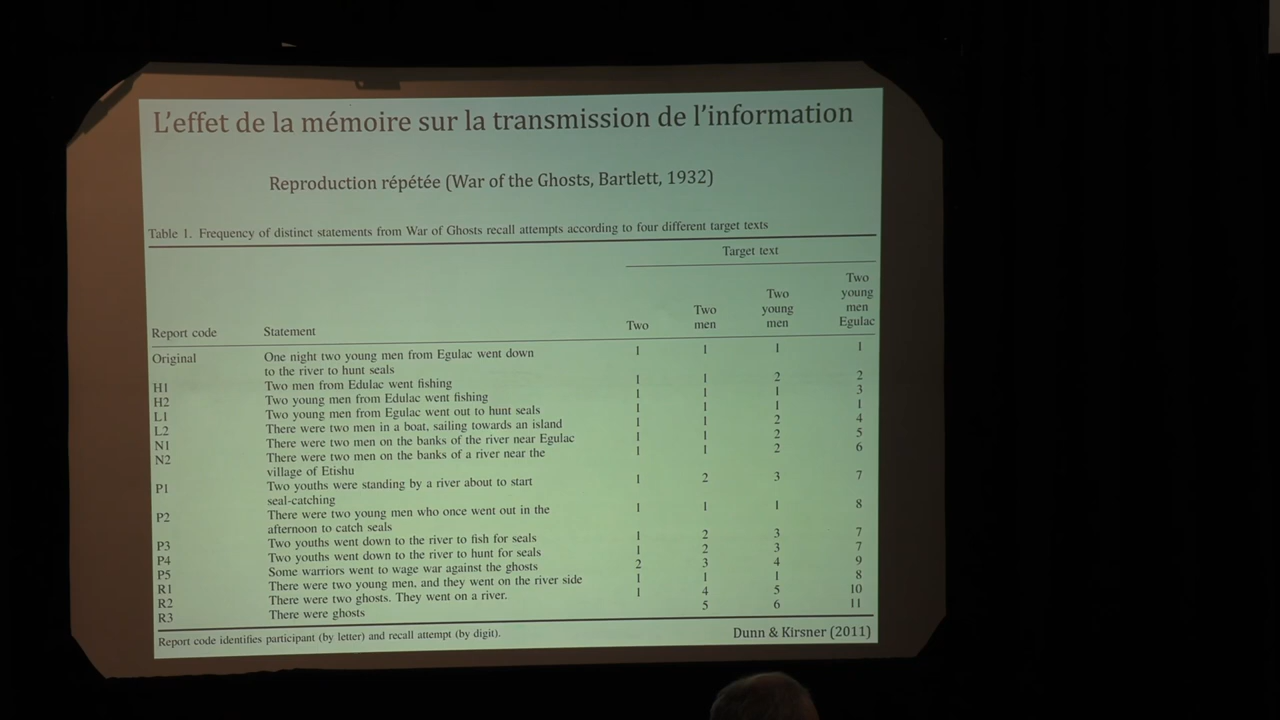 L'effet de la mémoire sur la transmission de l'information
Reproduction répétée (War of the Ghosts, Bartlett, 1932)
Table 1. Frequency of distinct statements from War of Ghosts recall attempts according to four different target texts
Target text
Report code Statement Two Two men Two young men Two young men Egulac
Original One night two young men from Egulac went down 1 1 1 1
to the river to hunt seals
H1 Two men from Edulac went fishing 1 1 2 2
H2 Two young men from Edulac went fishing 1 1 1 3
L1 Two young men from Egulac went out to hunt seals 1 1 1 1
L2 There were two men in a boat, sailing towards an island 1 1 2 4
N1 There were two men on the banks of the river near Egulac 1 1 2 5
N2 There were two men on the banks of a river near the 1 1 2 6
village of Etishu
P1 Two youths were standing by a river about to start 1 2 3 7
seal-catching
P2 There were two young men who once went out in the 1 1 1 8
afternoon to catch seals
P3 Two youths went down to the river to fish for seals 1 2 3 7
P4 Two youths went down to the river to hunt for seals 1 2 3 7
P5 Some warriors went to wage war against the ghosts 2 3 4 9
R1 There were two young men, and they went on the river side 1 1 1 8
R2 There were two ghosts. They went on a river. 1 4 5 10
R3 There were ghosts 5 6 11
Report code identifies participant (by letter) and recall attempt (by digit).
Dunn & Kirsner (2011)